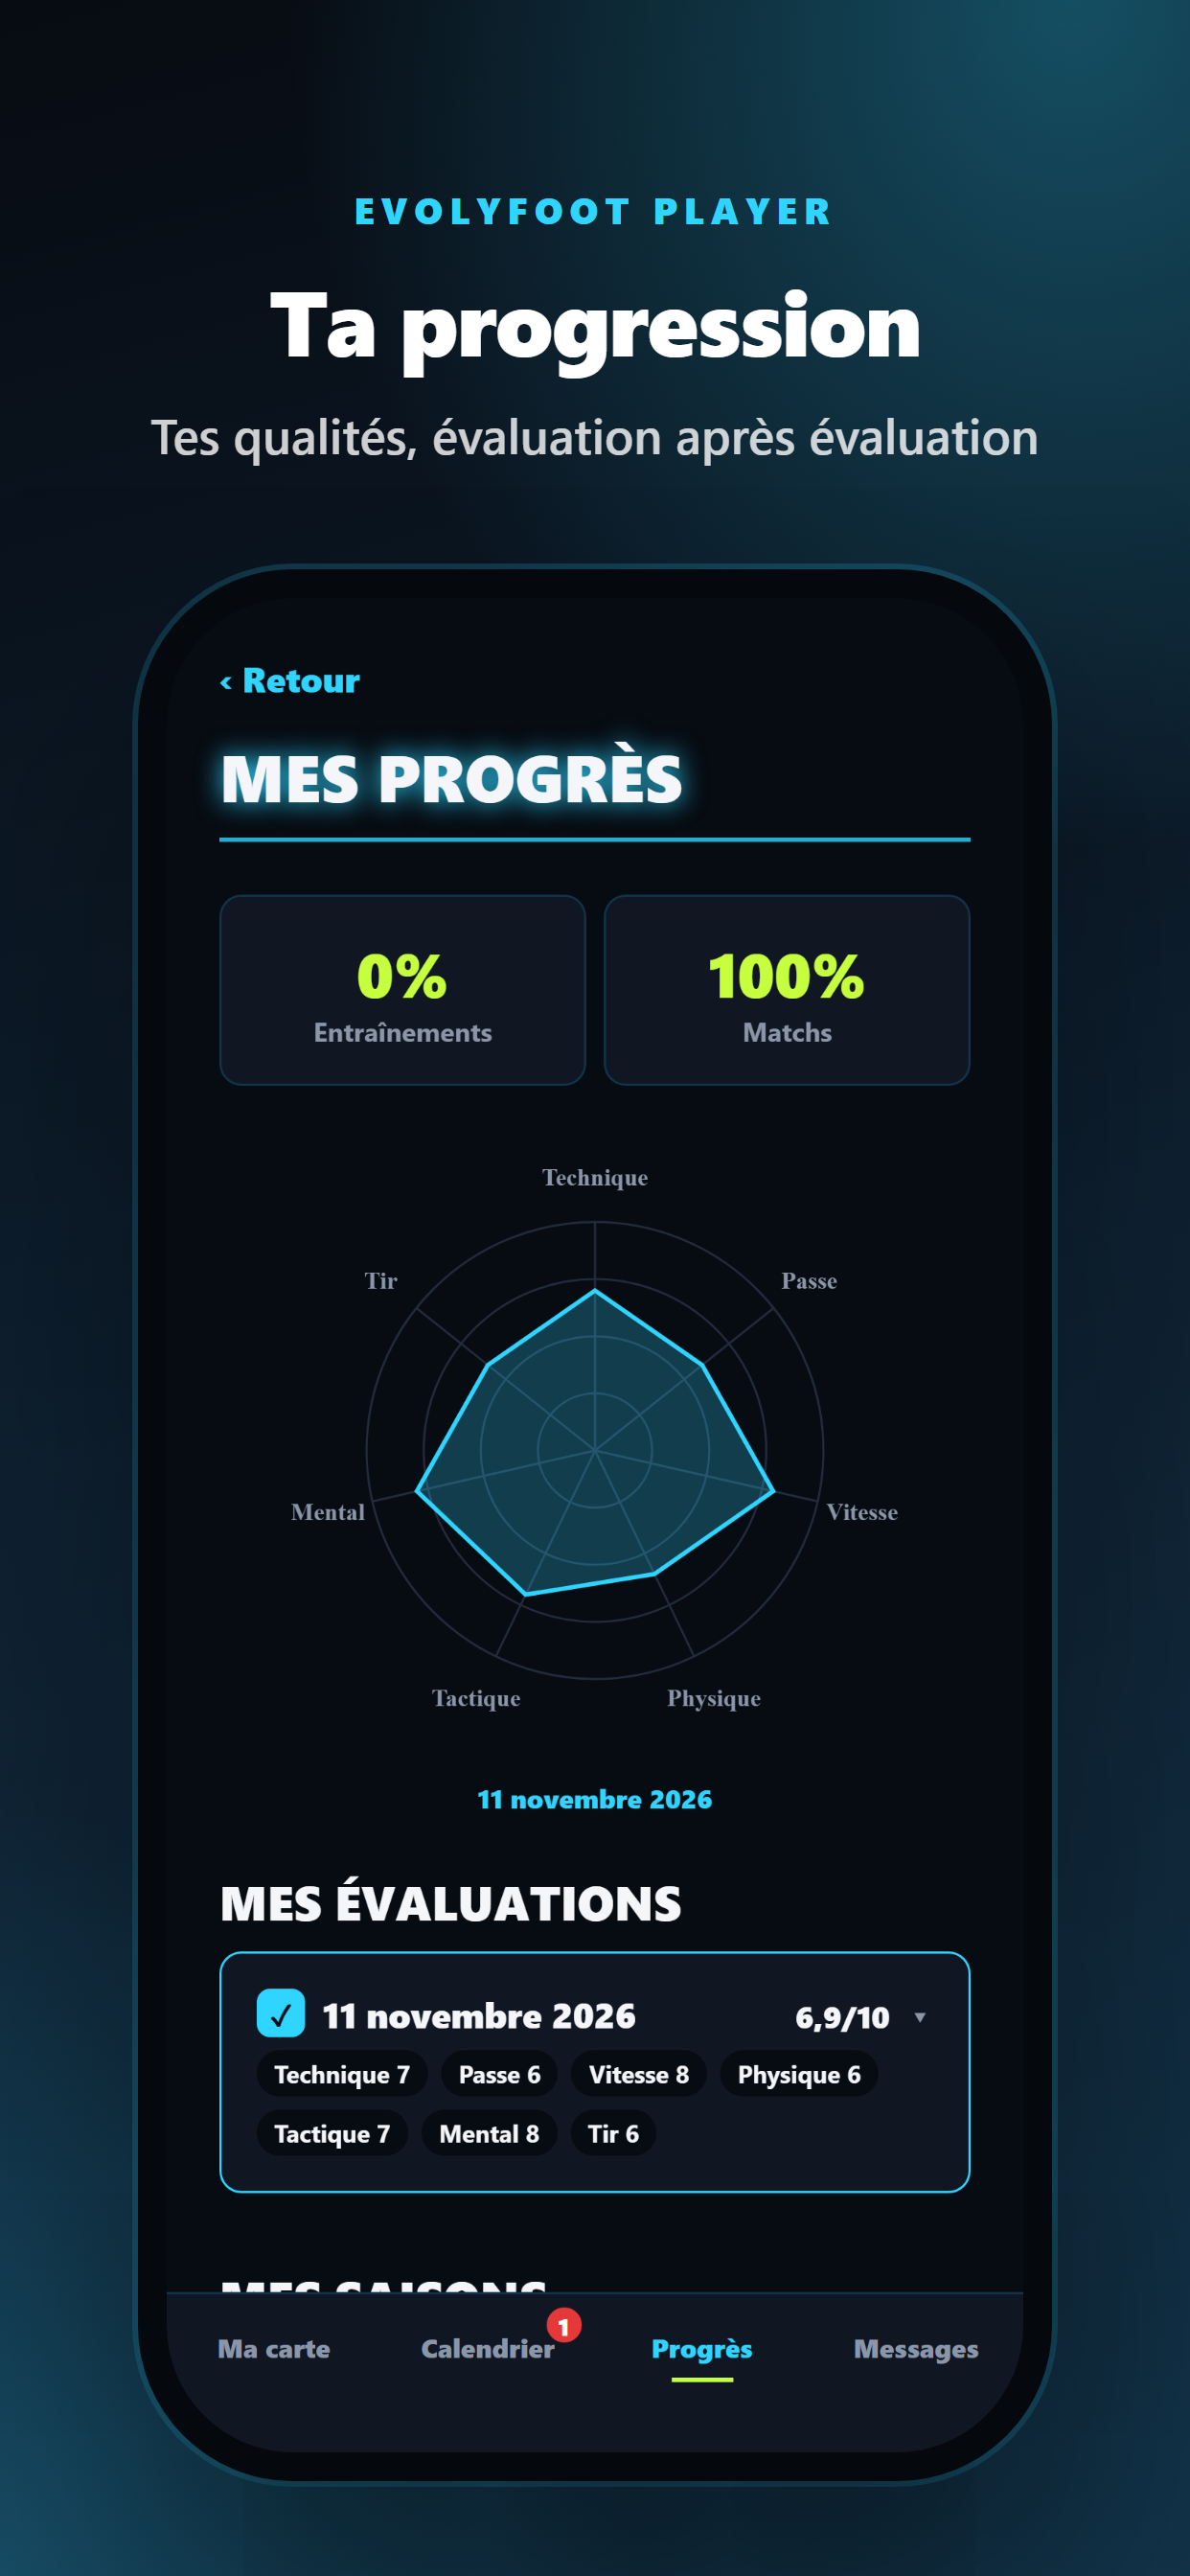 EVOLYFOOT PLAYER
Ta progression
Tes qualités, évaluation après évaluation
‹ Retour
MES PROGRÈS
0% 100%
Entraînements Matchs
Technique
Tir Passe
Mental Vitesse
Tactique Physique
11 novembre 2026
MES ÉVALUATIONS
✓ 11 novembre 2026 6,9/10 ▼
Technique 7 Passe 6 Vitesse 8 Physique 6
Tactique 7 Mental 8 Tir 6
MES SAISONS
1
Ma carte Calendrier Progrès Messages